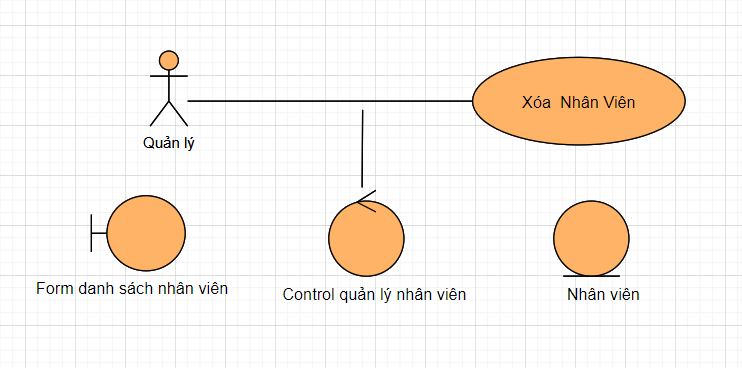 Xóa  Nhân Viên
Quản lý
Form danh sách nhân viên
Control quản lý nhân viên
Nhân viên